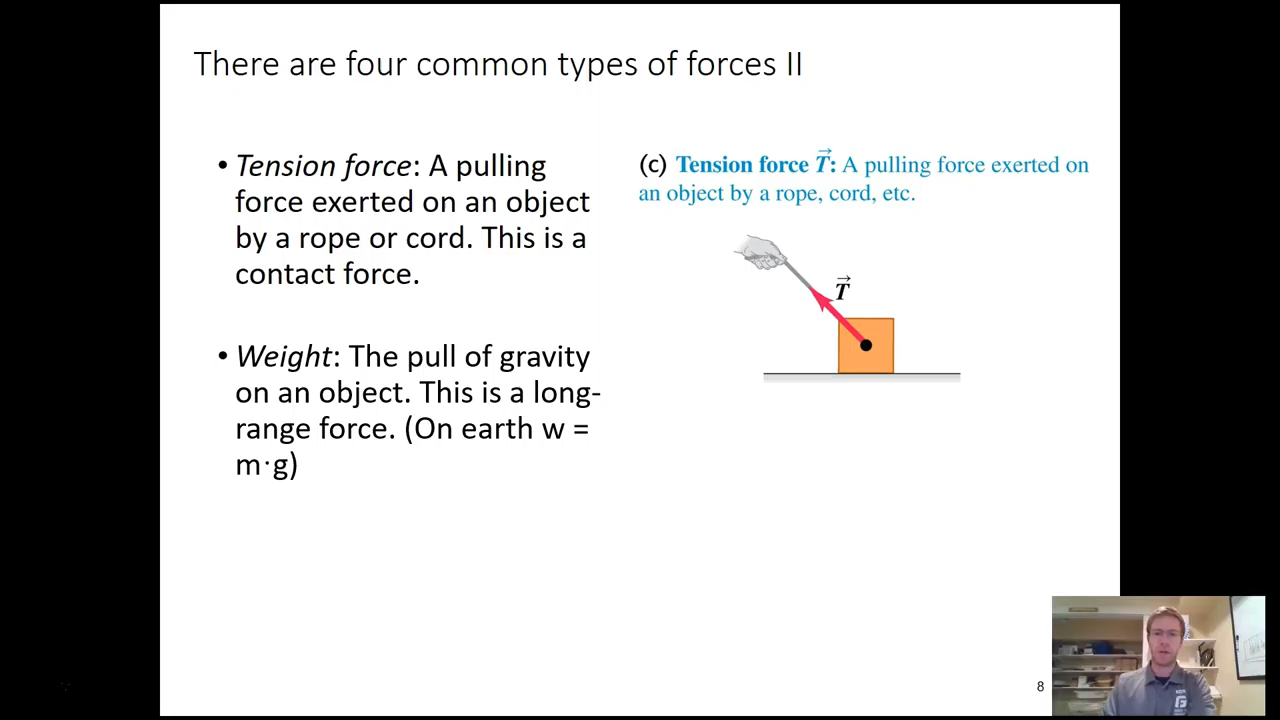 There are four common types of forces II
• Tension force: A pulling
force exerted on an object
by a rope or cord. This is a
contact force.
• Weight: The pull of gravity
on an object. This is a long-
range force. (On earth w =
m·g)
(c) Tension force T⃗: A pulling force exerted on
an object by a rope, cord, etc.
T⃗
8